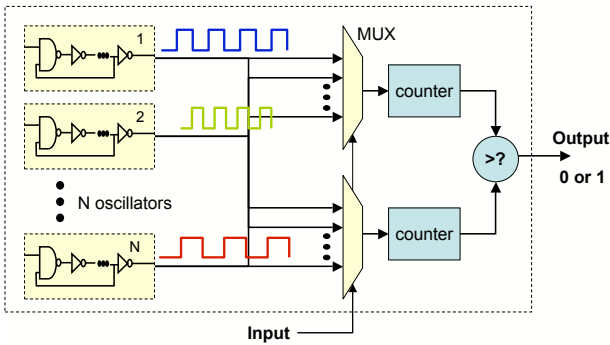 1
MUX
counter
2
>?
Output
0 or 1
N oscillators
N
counter
Input